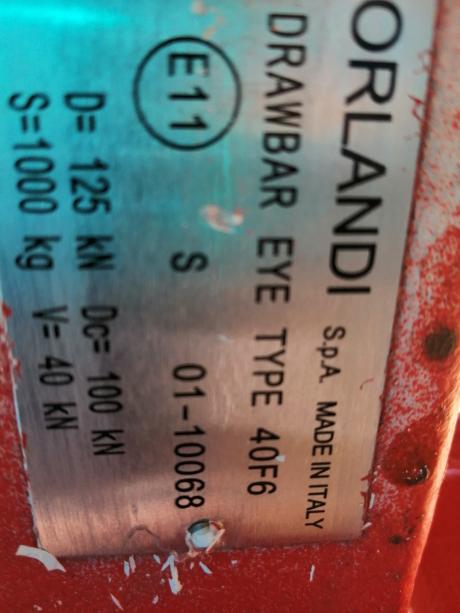 ORLANDI S.p.A. MADE IN ITALY
DRAWBAR EYE TYPE 40F6
E11 S 01-10068
D= 125 kN Dc= 100 kN
S=1000 kg V= 40 kN